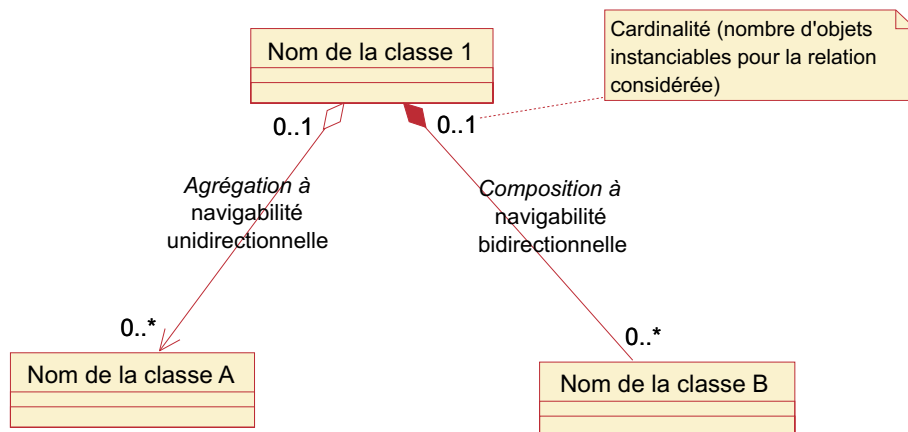 Nom de la classe 1
Cardinalité (nombre d'objets
instanciables pour la relation
considérée)
0..1
0..1
Agrégation à
navigabilité
unidirectionnelle
Composition à
navigabilité
bidirectionnelle
0..*
0..*
Nom de la classe A
Nom de la classe B